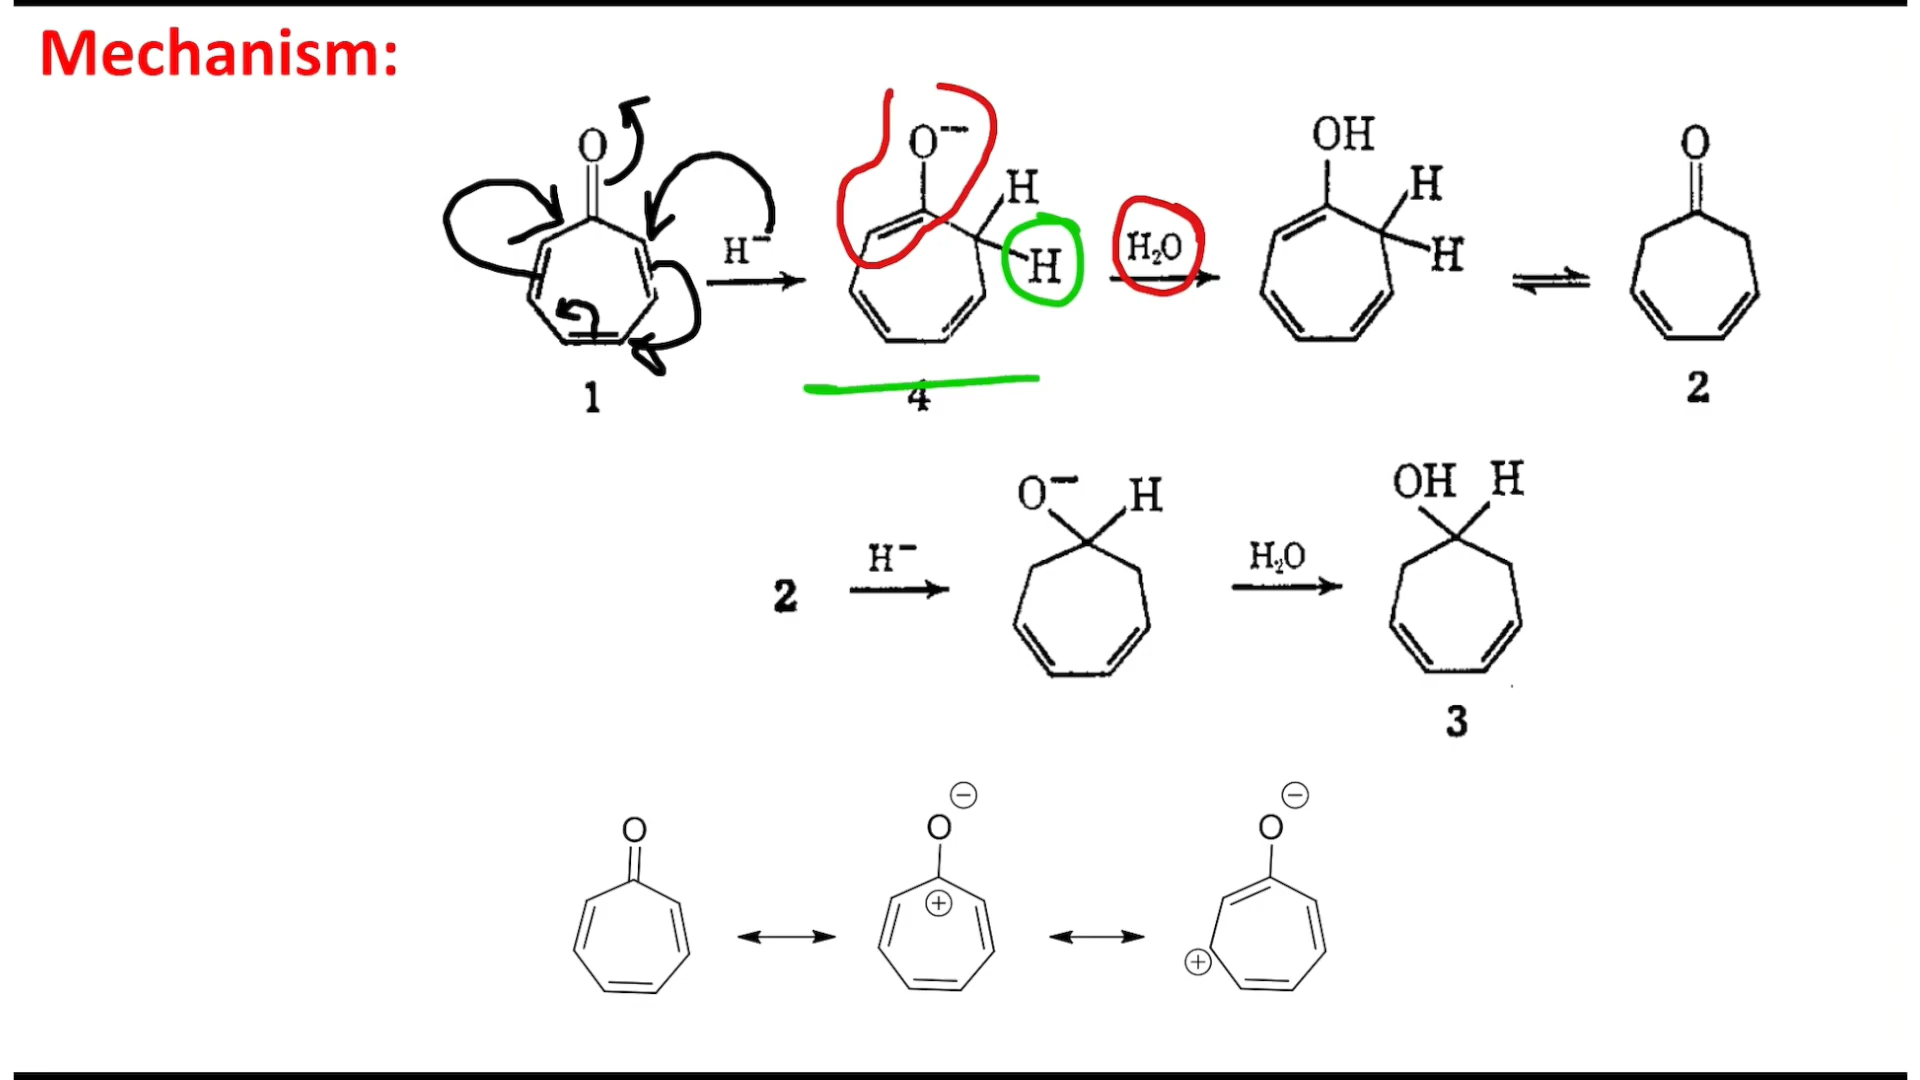 Mechanism:
O
H⁻
O⁻
H
H
H₂O
OH
H
H
O
1
4
2
2
H⁻
O⁻ H
H₂O
OH H
3
O
O ⊖
⊕
O ⊖
⊕